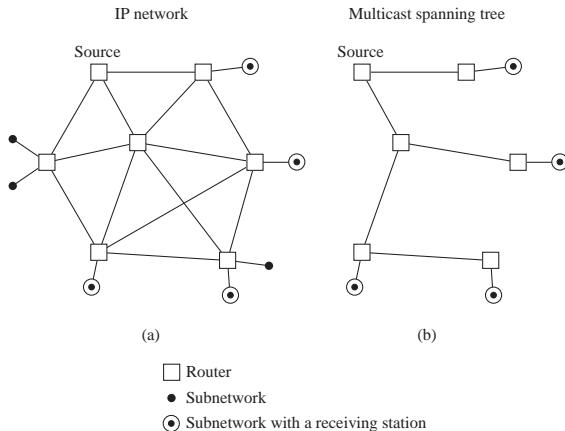 IP network
Multicast spanning tree
Source
Source
(a)
(b)
Router
Subnetwork
Subnetwork with a receiving station